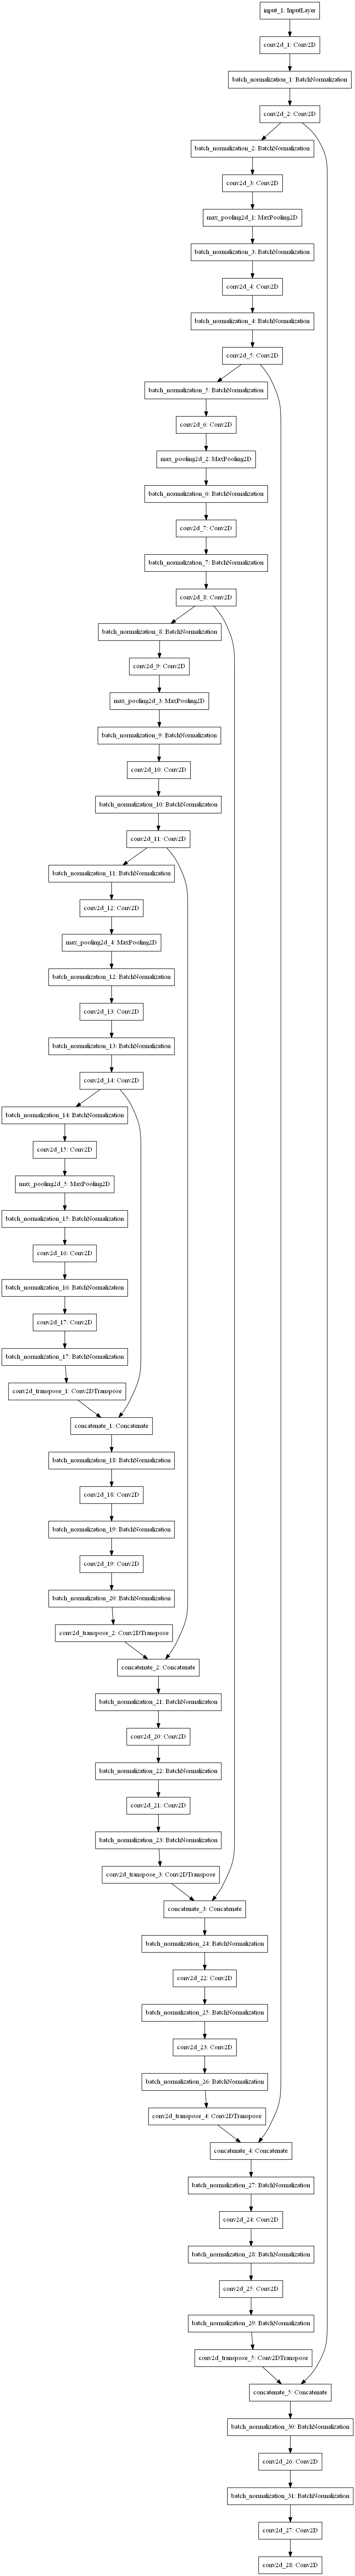 input_1: InputLayer
conv2d_1: Conv2D
batch_normalization_1: BatchNormalization
conv2d_2: Conv2D
batch_normalization_2: BatchNormalization
conv2d_3: Conv2D
max_pooling2d_1: MaxPooling2D
batch_normalization_3: BatchNormalization
conv2d_4: Conv2D
batch_normalization_4: BatchNormalization
conv2d_5: Conv2D
batch_normalization_5: BatchNormalization
conv2d_6: Conv2D
max_pooling2d_2: MaxPooling2D
batch_normalization_6: BatchNormalization
conv2d_7: Conv2D
batch_normalization_7: BatchNormalization
conv2d_8: Conv2D
batch_normalization_8: BatchNormalization
conv2d_9: Conv2D
max_pooling2d_3: MaxPooling2D
batch_normalization_9: BatchNormalization
conv2d_10: Conv2D
batch_normalization_10: BatchNormalization
conv2d_11: Conv2D
batch_normalization_11: BatchNormalization
conv2d_12: Conv2D
max_pooling2d_4: MaxPooling2D
batch_normalization_12: BatchNormalization
conv2d_13: Conv2D
batch_normalization_13: BatchNormalization
conv2d_14: Conv2D
batch_normalization_14: BatchNormalization
conv2d_15: Conv2D
max_pooling2d_5: MaxPooling2D
batch_normalization_15: BatchNormalization
conv2d_16: Conv2D
batch_normalization_16: BatchNormalization
conv2d_17: Conv2D
batch_normalization_17: BatchNormalization
conv2d_transpose_1: Conv2DTranspose
concatenate_1: Concatenate
batch_normalization_18: BatchNormalization
conv2d_18: Conv2D
batch_normalization_19: BatchNormalization
conv2d_19: Conv2D
batch_normalization_20: BatchNormalization
conv2d_transpose_2: Conv2DTranspose
concatenate_2: Concatenate
batch_normalization_21: BatchNormalization
conv2d_20: Conv2D
batch_normalization_22: BatchNormalization
conv2d_21: Conv2D
batch_normalization_23: BatchNormalization
conv2d_transpose_3: Conv2DTranspose
concatenate_3: Concatenate
batch_normalization_24: BatchNormalization
conv2d_22: Conv2D
batch_normalization_25: BatchNormalization
conv2d_23: Conv2D
batch_normalization_26: BatchNormalization
conv2d_transpose_4: Conv2DTranspose
concatenate_4: Concatenate
batch_normalization_27: BatchNormalization
conv2d_24: Conv2D
batch_normalization_28: BatchNormalization
conv2d_25: Conv2D
batch_normalization_29: BatchNormalization
conv2d_transpose_5: Conv2DTranspose
concatenate_5: Concatenate
batch_normalization_30: BatchNormalization
conv2d_26: Conv2D
batch_normalization_31: BatchNormalization
conv2d_27: Conv2D
conv2d_28: Conv2D